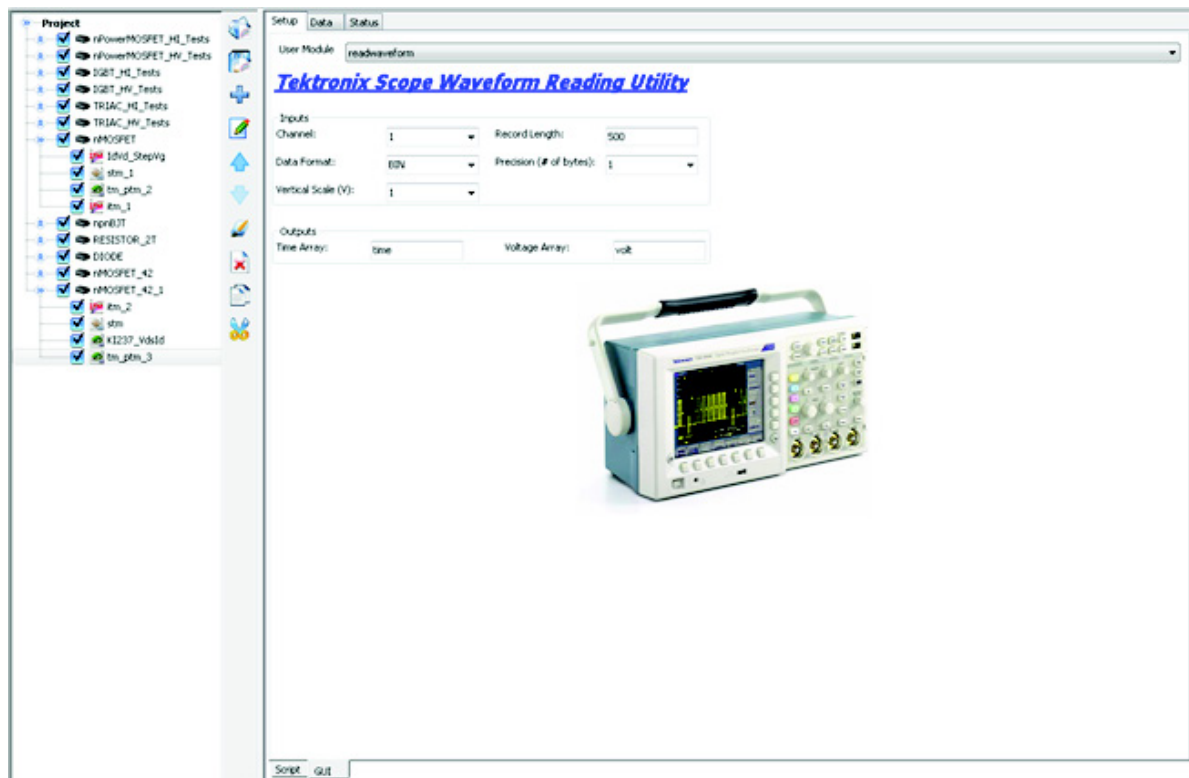 Project
nPowerMOSFET_HI_Tests
nPowerMOSFET_HV_Tests
IGBT_HI_Tests
IGBT_HV_Tests
TRIAC_HI_Tests
TRIAC_HV_Tests
nMOSFET
IdVd_StepVg
stm_1
tm_ptm_2
itm_1
npnBJT
RESISTOR_2T
DIODE
nMOSFET_42
nMOSFET_42_1
itm_2
stm
KI237_VdsId
tm_ptm_3
Setup Data Status
User Module readwaveform
Tektronix Scope Waveform Reading Utility
Inputs
Channel: 1 Record Length: 500
Data Format: BIN Precision (# of bytes): 1
Vertical Scale (V): 1
Outputs
Time Array: time Voltage Array: volt
Script GUI